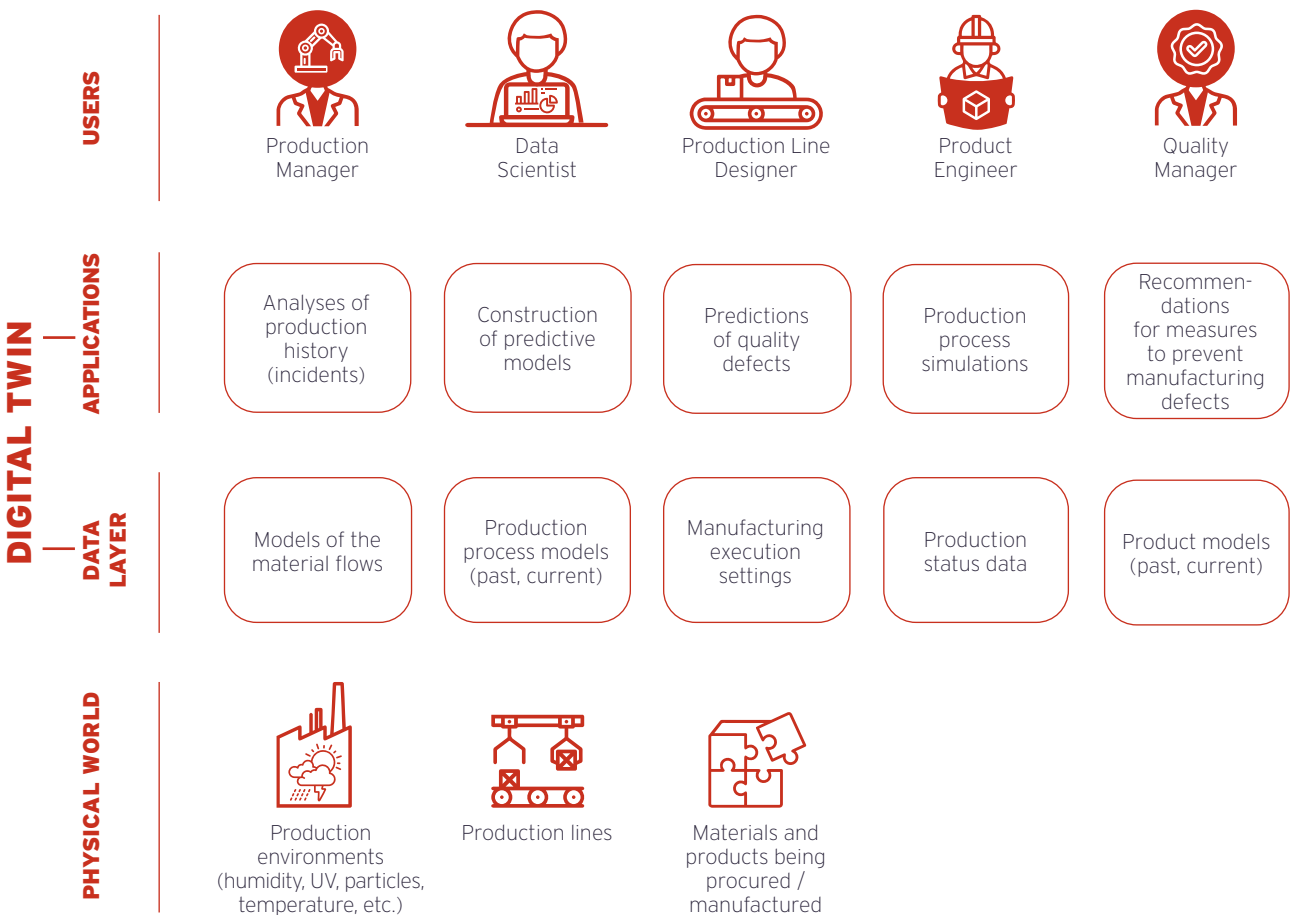 USERS
Production
Manager
Data
Scientist
Production Line
Designer
Product
Engineer
Quality
Manager
DIGITAL TWIN
APPLICATIONS
Analyses of
production
history
(incidents)
Construction
of predictive
models
Predictions
of quality
defects
Production
process
simulations
Recommen-
dations
for measures
to prevent
manufacturing
defects
DATA
LAYER
Models of the
material flows
Production
process models
(past, current)
Manufacturing
execution
settings
Production
status data
Product models
(past, current)
PHYSICAL WORLD
Production
environments
(humidity, UV, particles,
temperature, etc.)
Production lines
Materials and
products being
procured /
manufactured